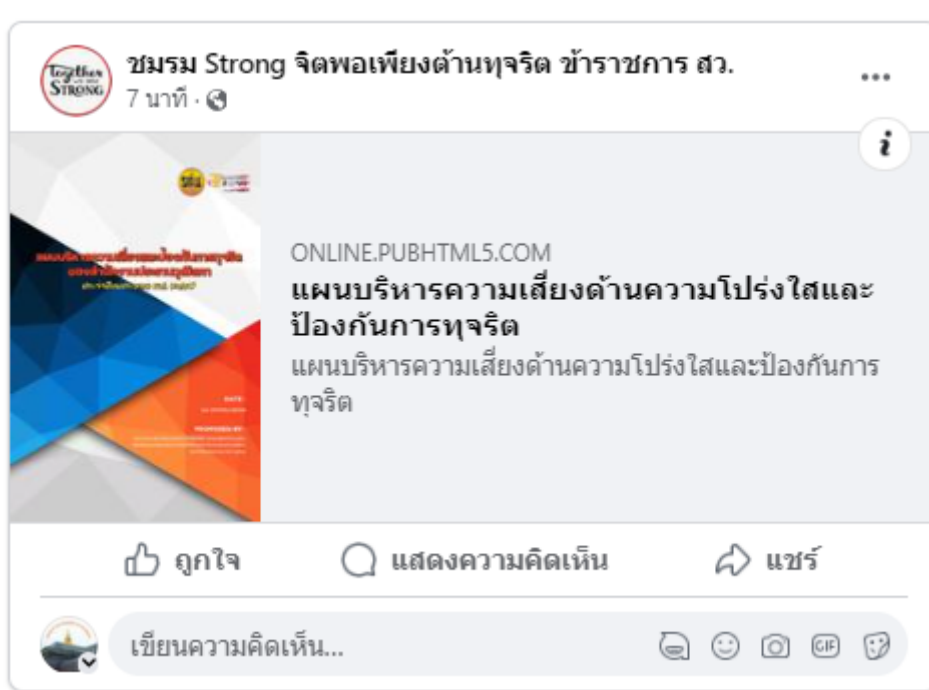 Together
STRONG
ชมรม Strong จิตพอเพียงต้านทุจริต ข้าราชการ สว.
7 นาที ·
ONLINE.PUBHTML5.COM
แผนบริหารความเสี่ยงด้านความโปร่งใสและ
ป้องกันการทุจริต
แผนบริหารความเสี่ยงด้านความโปร่งใสและป้องกันการ
ทุจริต
DATE:
PROPOSED BY:
ถูกใจ
แสดงความคิดเห็น
แชร์
เขียนความคิดเห็น...
GIF